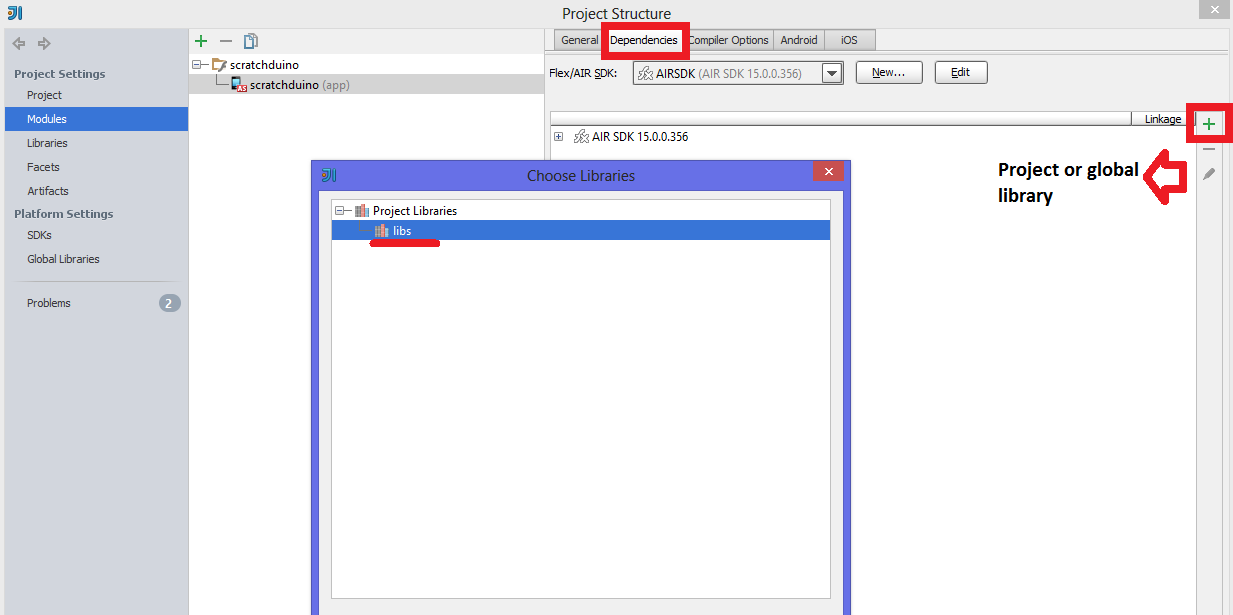 Project Structure
Project Settings
Project
Modules
Libraries
Facets
Artifacts
Platform Settings
SDKs
Global Libraries
Problems
2
scratchduino
scratchduino (app)
General
Dependencies
Compiler Options
Android
iOS
Flex/AIR SDK:
AIRSDK (AIR SDK 15.0.0.356)
New...
Edit
Linkage
AIR SDK 15.0.0.356
Project or global
library
Choose Libraries
Project Libraries
libs